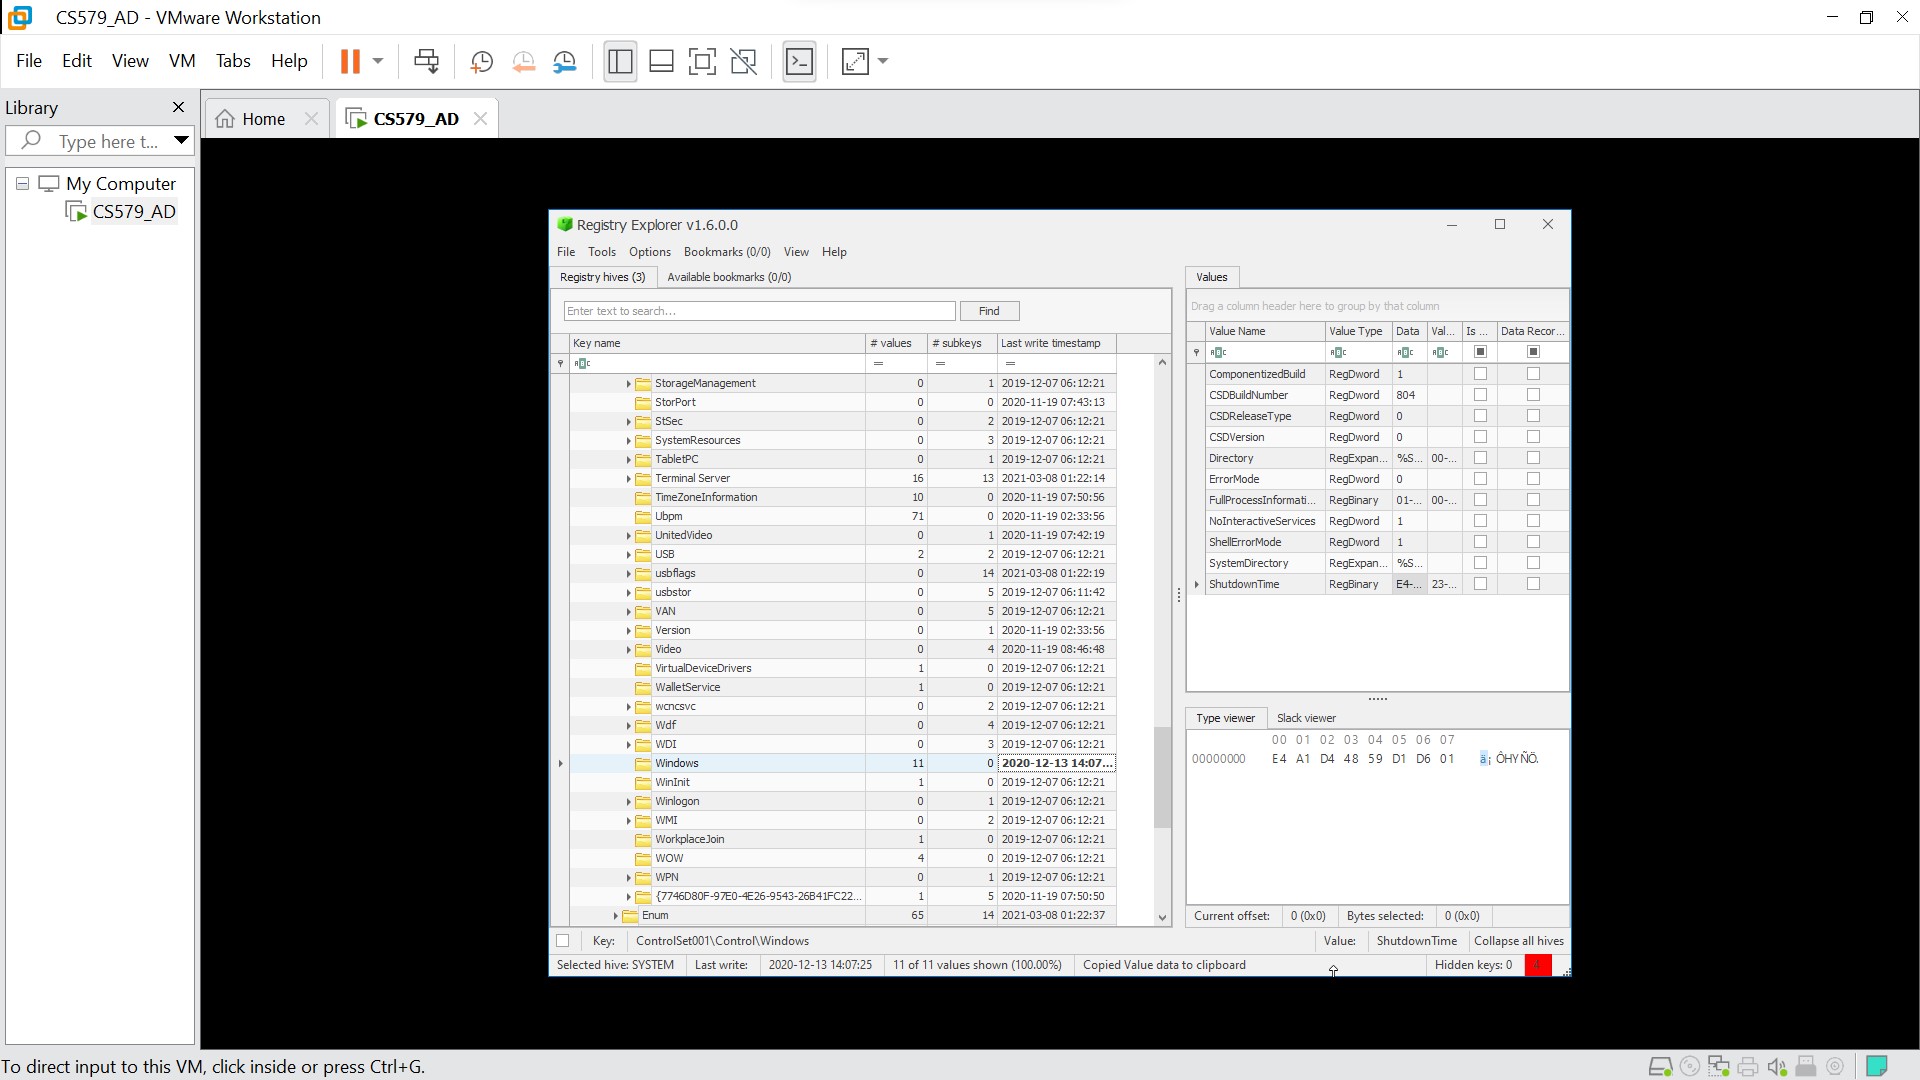 CS579_AD - VMware Workstation
File Edit View VM Tabs Help
Library
Home CS579_AD
Type here t...
My Computer
CS579_AD
Registry Explorer v1.6.0.0
File Tools Options Bookmarks (0/0) View Help
Registry hives (3) Available bookmarks (0/0)
Enter text to search... Find
Key name # values # subkeys Last write timestamp
= = =
StorageManagement 0 1 2019-12-07 06:12:21
StorPort 0 0 2020-11-19 07:43:13
StSec 0 2 2019-12-07 06:12:21
SystemResources 0 3 2019-12-07 06:12:21
TabletPC 0 1 2019-12-07 06:12:21
Terminal Server 16 13 2021-03-08 01:22:14
TimeZoneInformation 10 0 2020-11-19 07:50:56
Ubpm 71 0 2020-11-19 02:33:56
UnitedVideo 0 1 2020-11-19 07:42:19
USB 2 2 2019-12-07 06:12:21
usbflags 0 14 2021-03-08 01:22:19
usbstor 0 5 2019-12-07 06:11:42
VAN 0 5 2019-12-07 06:12:21
Version 0 1 2020-11-19 02:33:56
Video 0 4 2020-11-19 08:46:48
VirtualDeviceDrivers 1 0 2019-12-07 06:12:21
WalletService 1 0 2019-12-07 06:12:21
wcncsvc 0 2 2019-12-07 06:12:21
Wdf 0 4 2019-12-07 06:12:21
WDI 0 3 2019-12-07 06:12:21
Windows 11 0 2020-12-13 14:07...
WinInit 1 0 2019-12-07 06:12:21
Winlogon 0 1 2019-12-07 06:12:21
WMI 0 2 2019-12-07 06:12:21
WorkplaceJoin 1 0 2019-12-07 06:12:21
WOW 4 0 2019-12-07 06:12:21
WPN 0 1 2019-12-07 06:12:21
{7746D80F-97E0-4E26-9543-26B41FC22... 1 5 2020-11-19 07:50:50
Enum 65 14 2021-03-08 01:22:37
Values
Drag a column header here to group by that column
Value Name Value Type Data Val... Is ... Data Recor...
ComponentizedBuild RegDword 1
CSDBuildNumber RegDword 804
CSDReleaseType RegDword 0
CSDVersion RegDword 0
Directory RegExpan... %S... 00-...
ErrorMode RegDword 0
FullProcessInformati... RegBinary 01-... 00-...
NoInteractiveServices RegDword 1
ShellErrorMode RegDword 1
SystemDirectory RegExpan... %S...
ShutdownTime RegBinary E4-... 23-...
Type viewer Slack viewer
00 01 02 03 04 05 06 07
00000000 E4 A1 D4 48 59 D1 D6 01 ä¡ÔHYÑÖ.
Current offset: 0 (0x0) Bytes selected: 0 (0x0)
Key: ControlSet001\Control\Windows Value: ShutdownTime Collapse all hives
Selected hive: SYSTEM Last write: 2020-12-13 14:07:25 11 of 11 values shown (100.00%) Copied Value data to clipboard Hidden keys: 0
To direct input to this VM, click inside or press Ctrl+G.